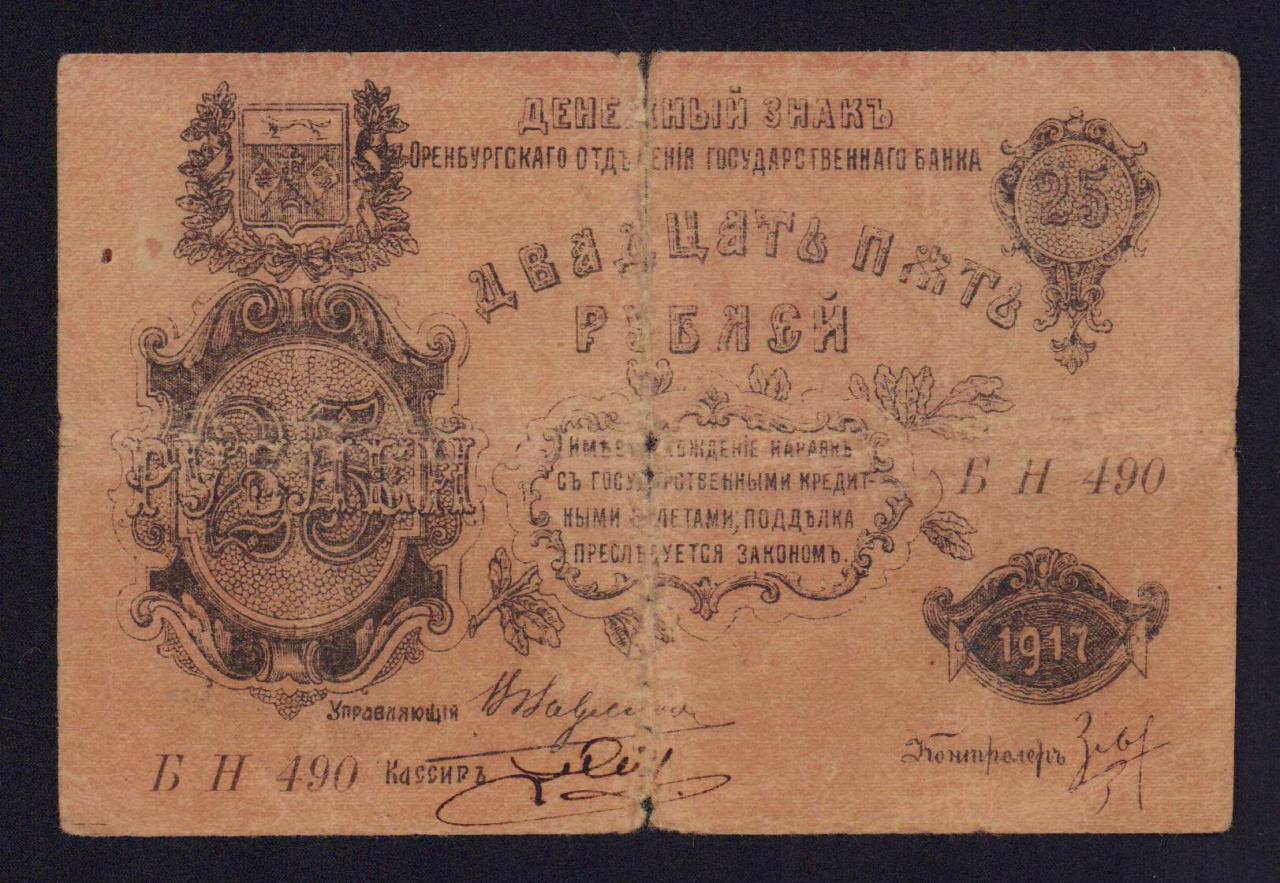 ДЕНЕЖНЫЙ ЗНАКЪ
ОРЕНБУРГСКАГО ОТДѢЛЕНІЯ ГОСУДАРСТВЕННАГО БАНКА
25
ДВАДЦАТЬ ПЯТЬ
РУБЛЕЙ
25
РУБЛЕЙ
ИМѢЕТЪ ХОЖДЕНІЕ НАРАВНѢ
СЪ ГОСУДАРСТВЕННЫМИ КРЕДИТ-
НЫМИ БИЛЕТАМИ, ПОДДѢЛКА
ПРЕСЛѢДУЕТСЯ ЗАКОНОМЪ.
Б Н 490
1917
Управляющій
Контролеръ
Б Н 490
Кассиръ